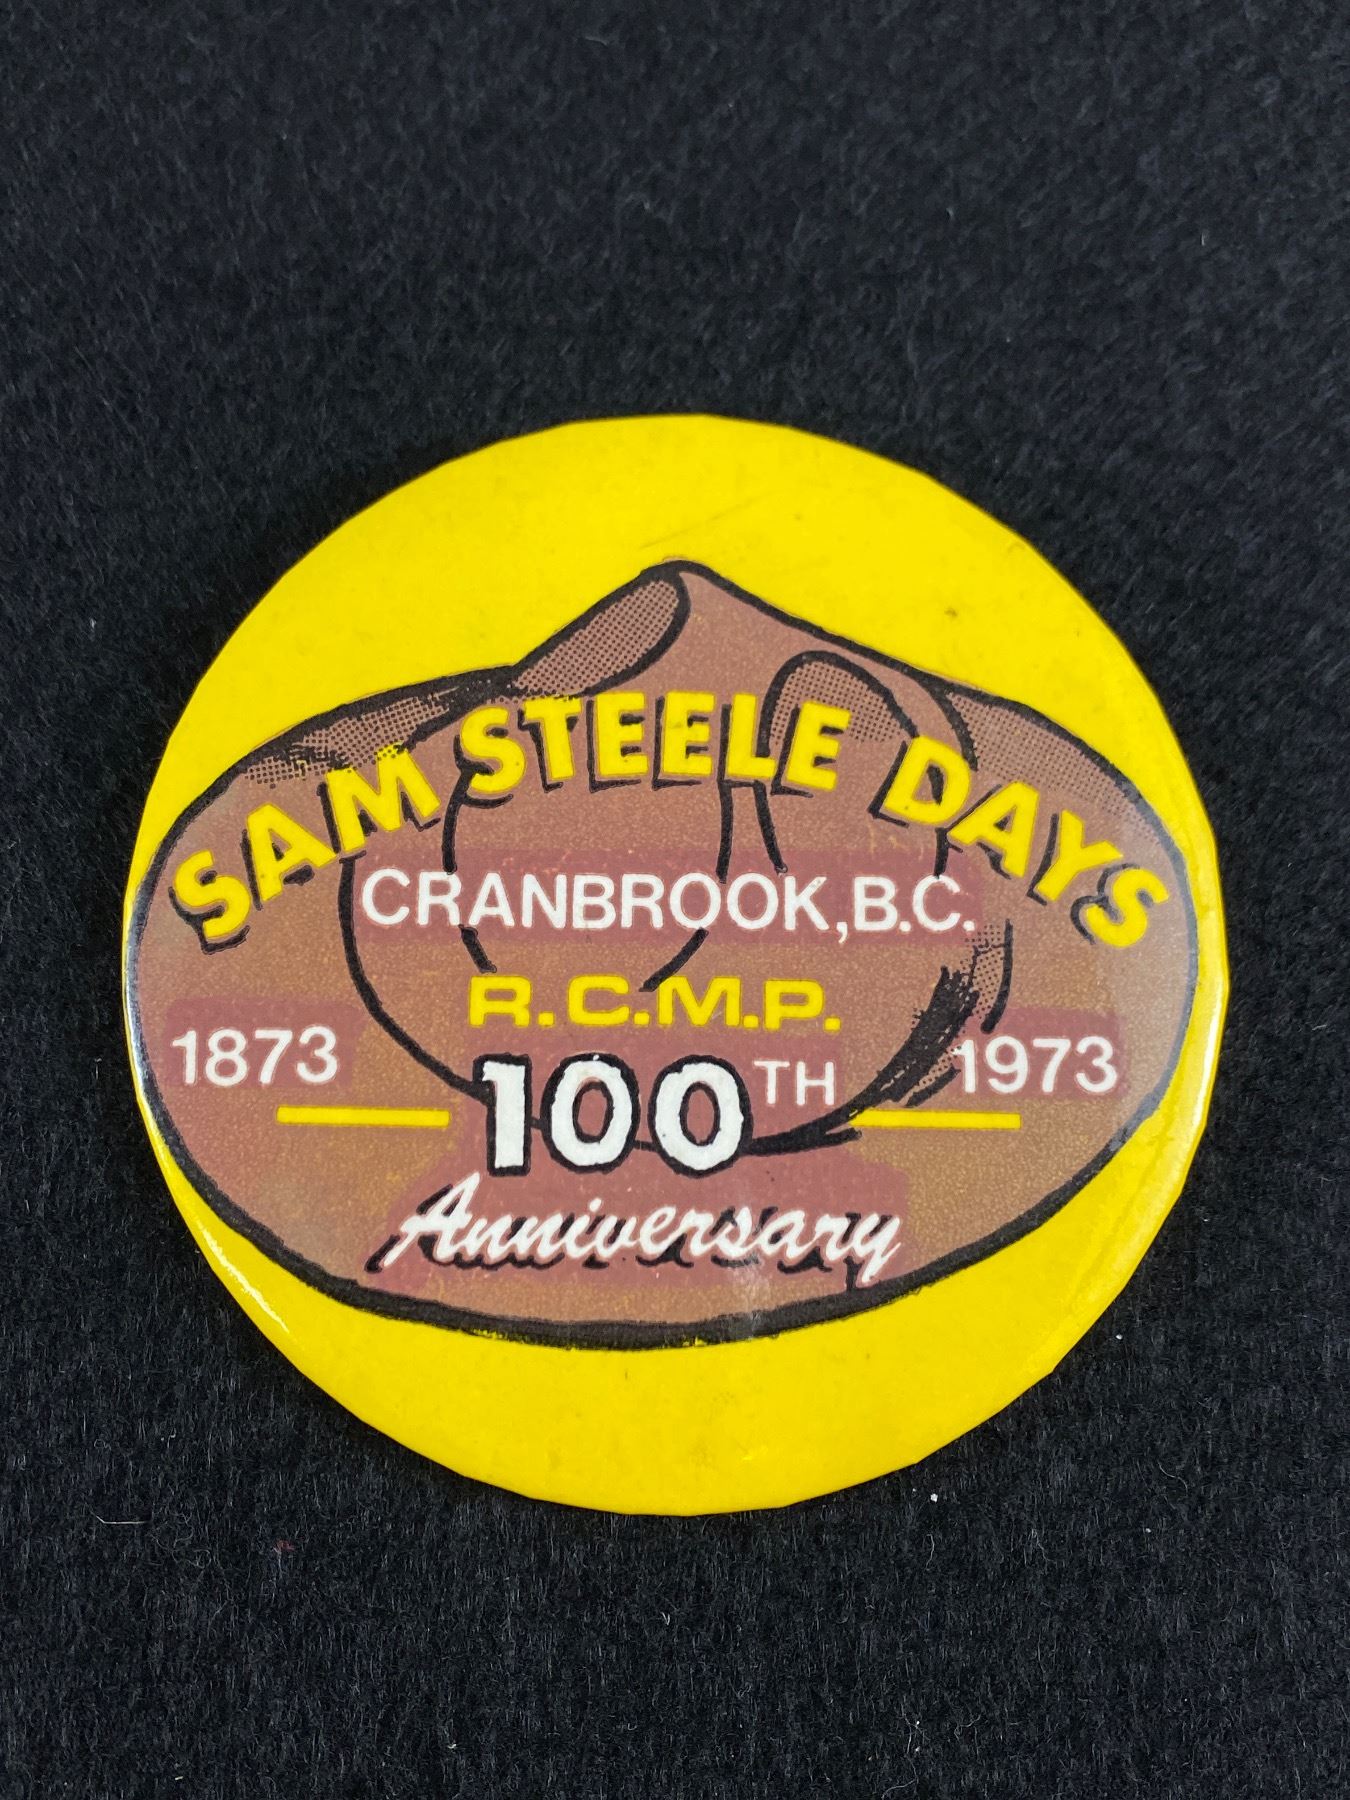 SAM STEELE DAYS
CRANBROOK, B.C.
R.C.M.P.
1873 100TH 1973
Anniversary